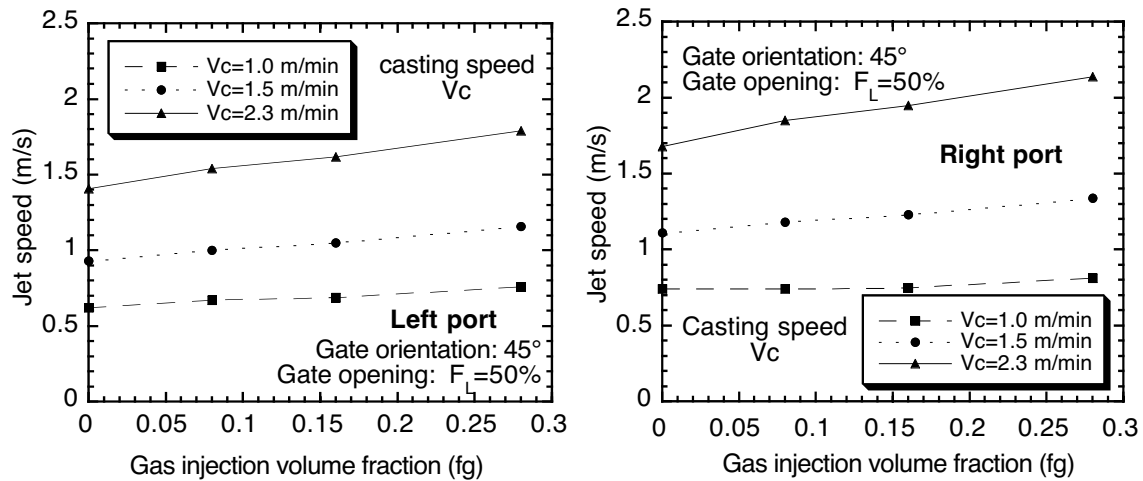 2.5
2
1.5
1
0.5
0
Jet speed (m/s)
Vc=1.0 m/min
Vc=1.5 m/min
Vc=2.3 m/min
casting speed
Vc
Left port
Gate orientation: 45°
Gate opening: F_L=50%
0 0.05 0.1 0.15 0.2 0.25 0.3
Gas injection volume fraction (fg)
2.5
2
1.5
1
0.5
0
Jet speed (m/s)
Gate orientation: 45°
Gate opening: F_L=50%
Right port
Casting speed
Vc
Vc=1.0 m/min
Vc=1.5 m/min
Vc=2.3 m/min
0 0.05 0.1 0.15 0.2 0.25 0.3
Gas injection volume fraction (fg)